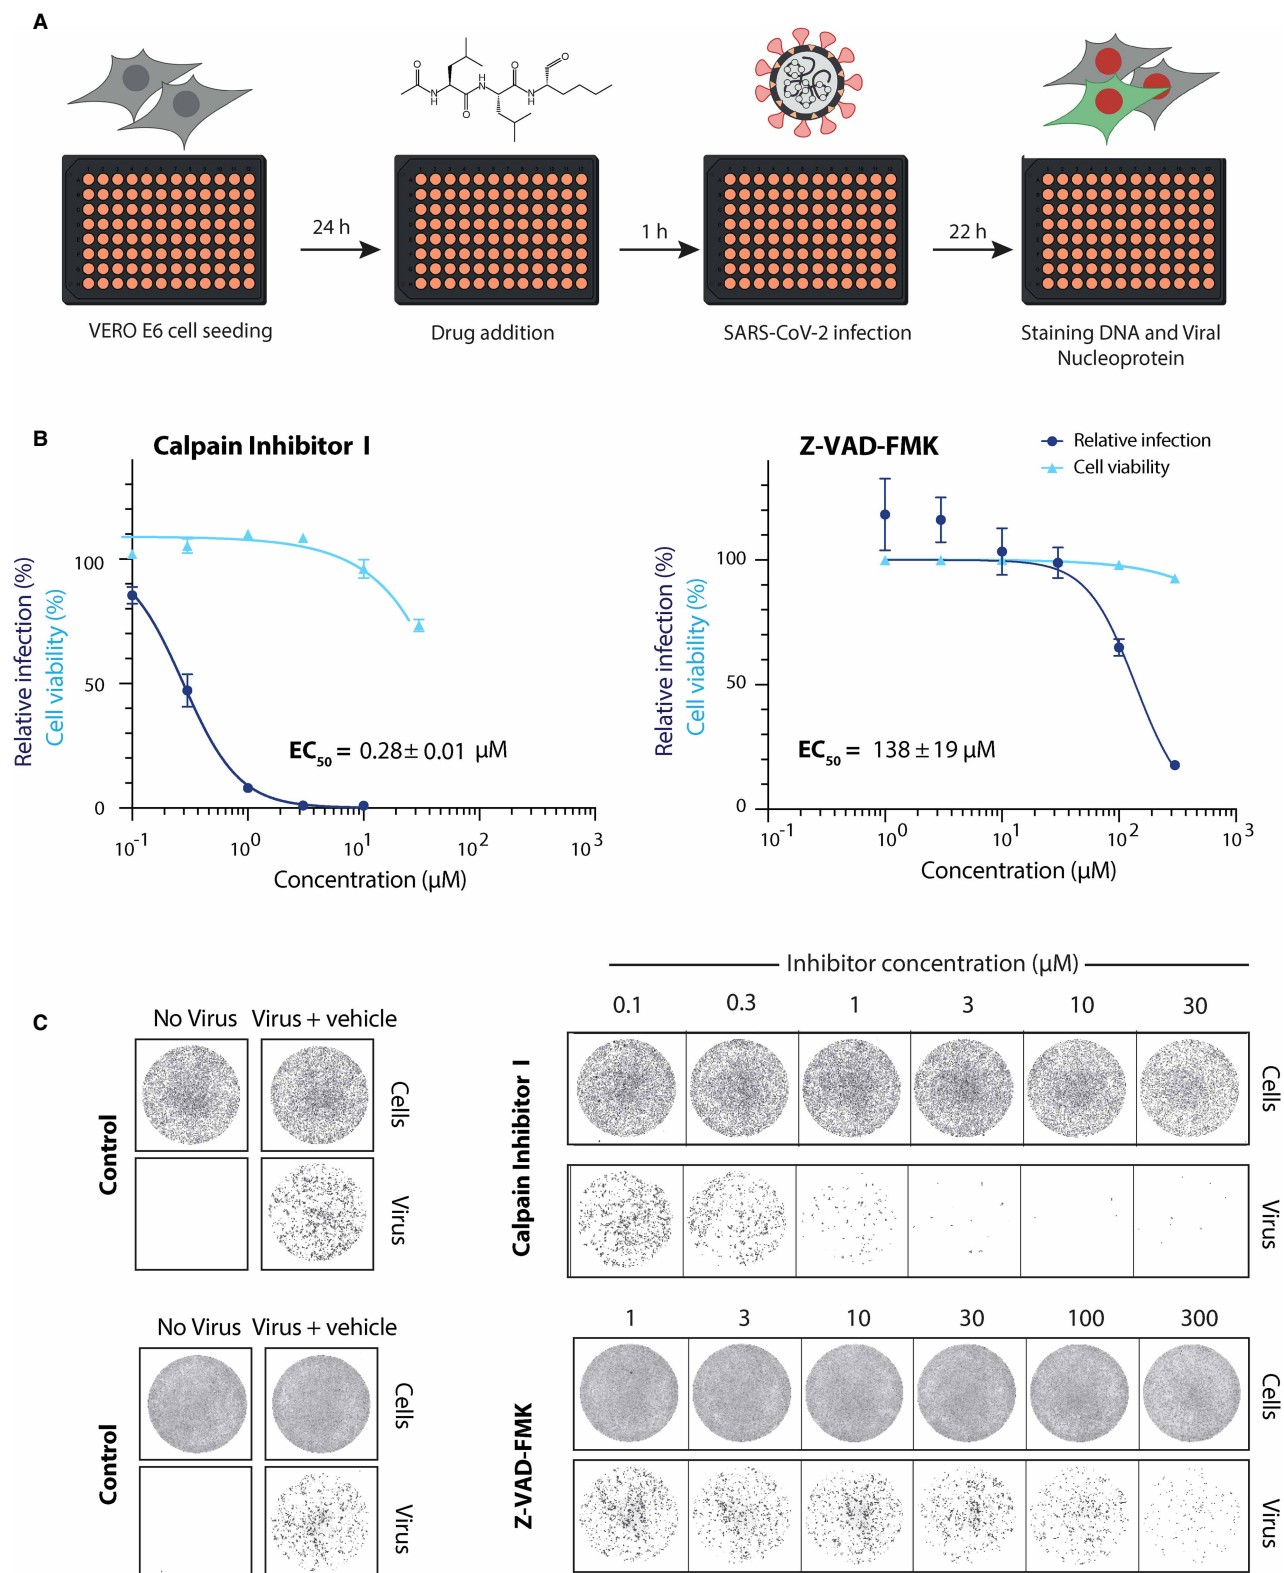 A
O
O
O
O
N
H
H
N
N
H
24 h
1 h
22 h
VERO E6 cell seeding
Drug addition
SARS-CoV-2 infection
Staining DNA and Viral
Nucleoprotein
B
Calpain Inhibitor I
Relative infection (%)
Cell viability (%)
100
50
0
EC50 = 0.28 ± 0.01 µM
10-1
100
101
102
103
Concentration (µM)
Z-VAD-FMK
Relative infection
Cell viability
Relative infection (%)
Cell viability (%)
100
50
0
EC50 = 138 ± 19 µM
10-1
100
101
102
103
Concentration (µM)
C
Inhibitor concentration (µM)
No Virus Virus + vehicle
Control
Cells
Virus
0.1 0.3 1 3 10 30
Calpain Inhibitor I
Cells
Virus
No Virus Virus + vehicle
Control
Cells
Virus
1 3 10 30 100 300
Z-VAD-FMK
Cells
Virus